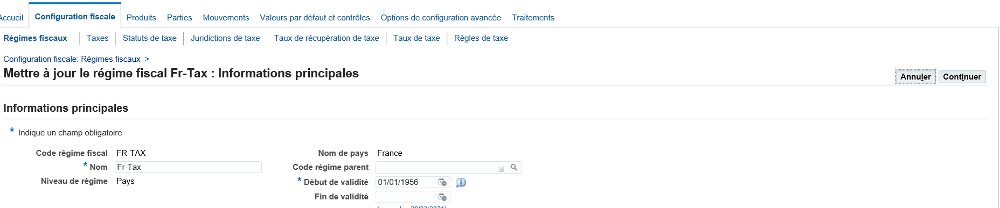 Accueil Configuration fiscale Produits Parties Mouvements Valeurs par défaut et contrôles Options de configuration avancée Traitements
Régimes fiscaux Taxes Statuts de taxe Juridictions de taxe Taux de récupération de taxe Taux de taxe Règles de taxe
Configuration fiscale: Régimes fiscaux >
Mettre à jour le régime fiscal Fr-Tax : Informations principales
Annuler Continuer
Informations principales
* Indique un champ obligatoire
Code régime fiscal FR-TAX Nom de pays France
* Nom Fr-Tax Code régime parent
Niveau de régime Pays * Début de validité 01/01/1956
Fin de validité